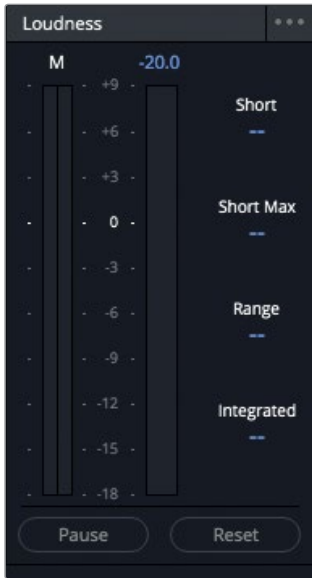 Loudness
M -20.0
+9
+6
+3
0
-3
-6
-9
-12
-15
-18
Short
--
Short Max
--
Range
--
Integrated
--
Pause Reset